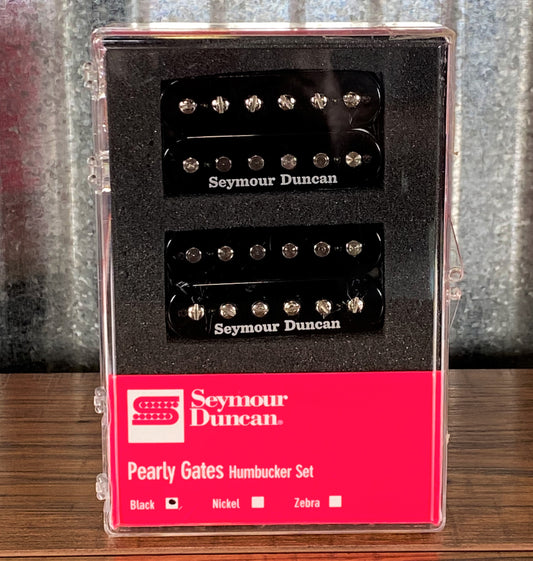 Seymour Duncan
Seymour Duncan
Seymour
Duncan®
Pearly Gates Humbucker Set
Black Nickel Zebra